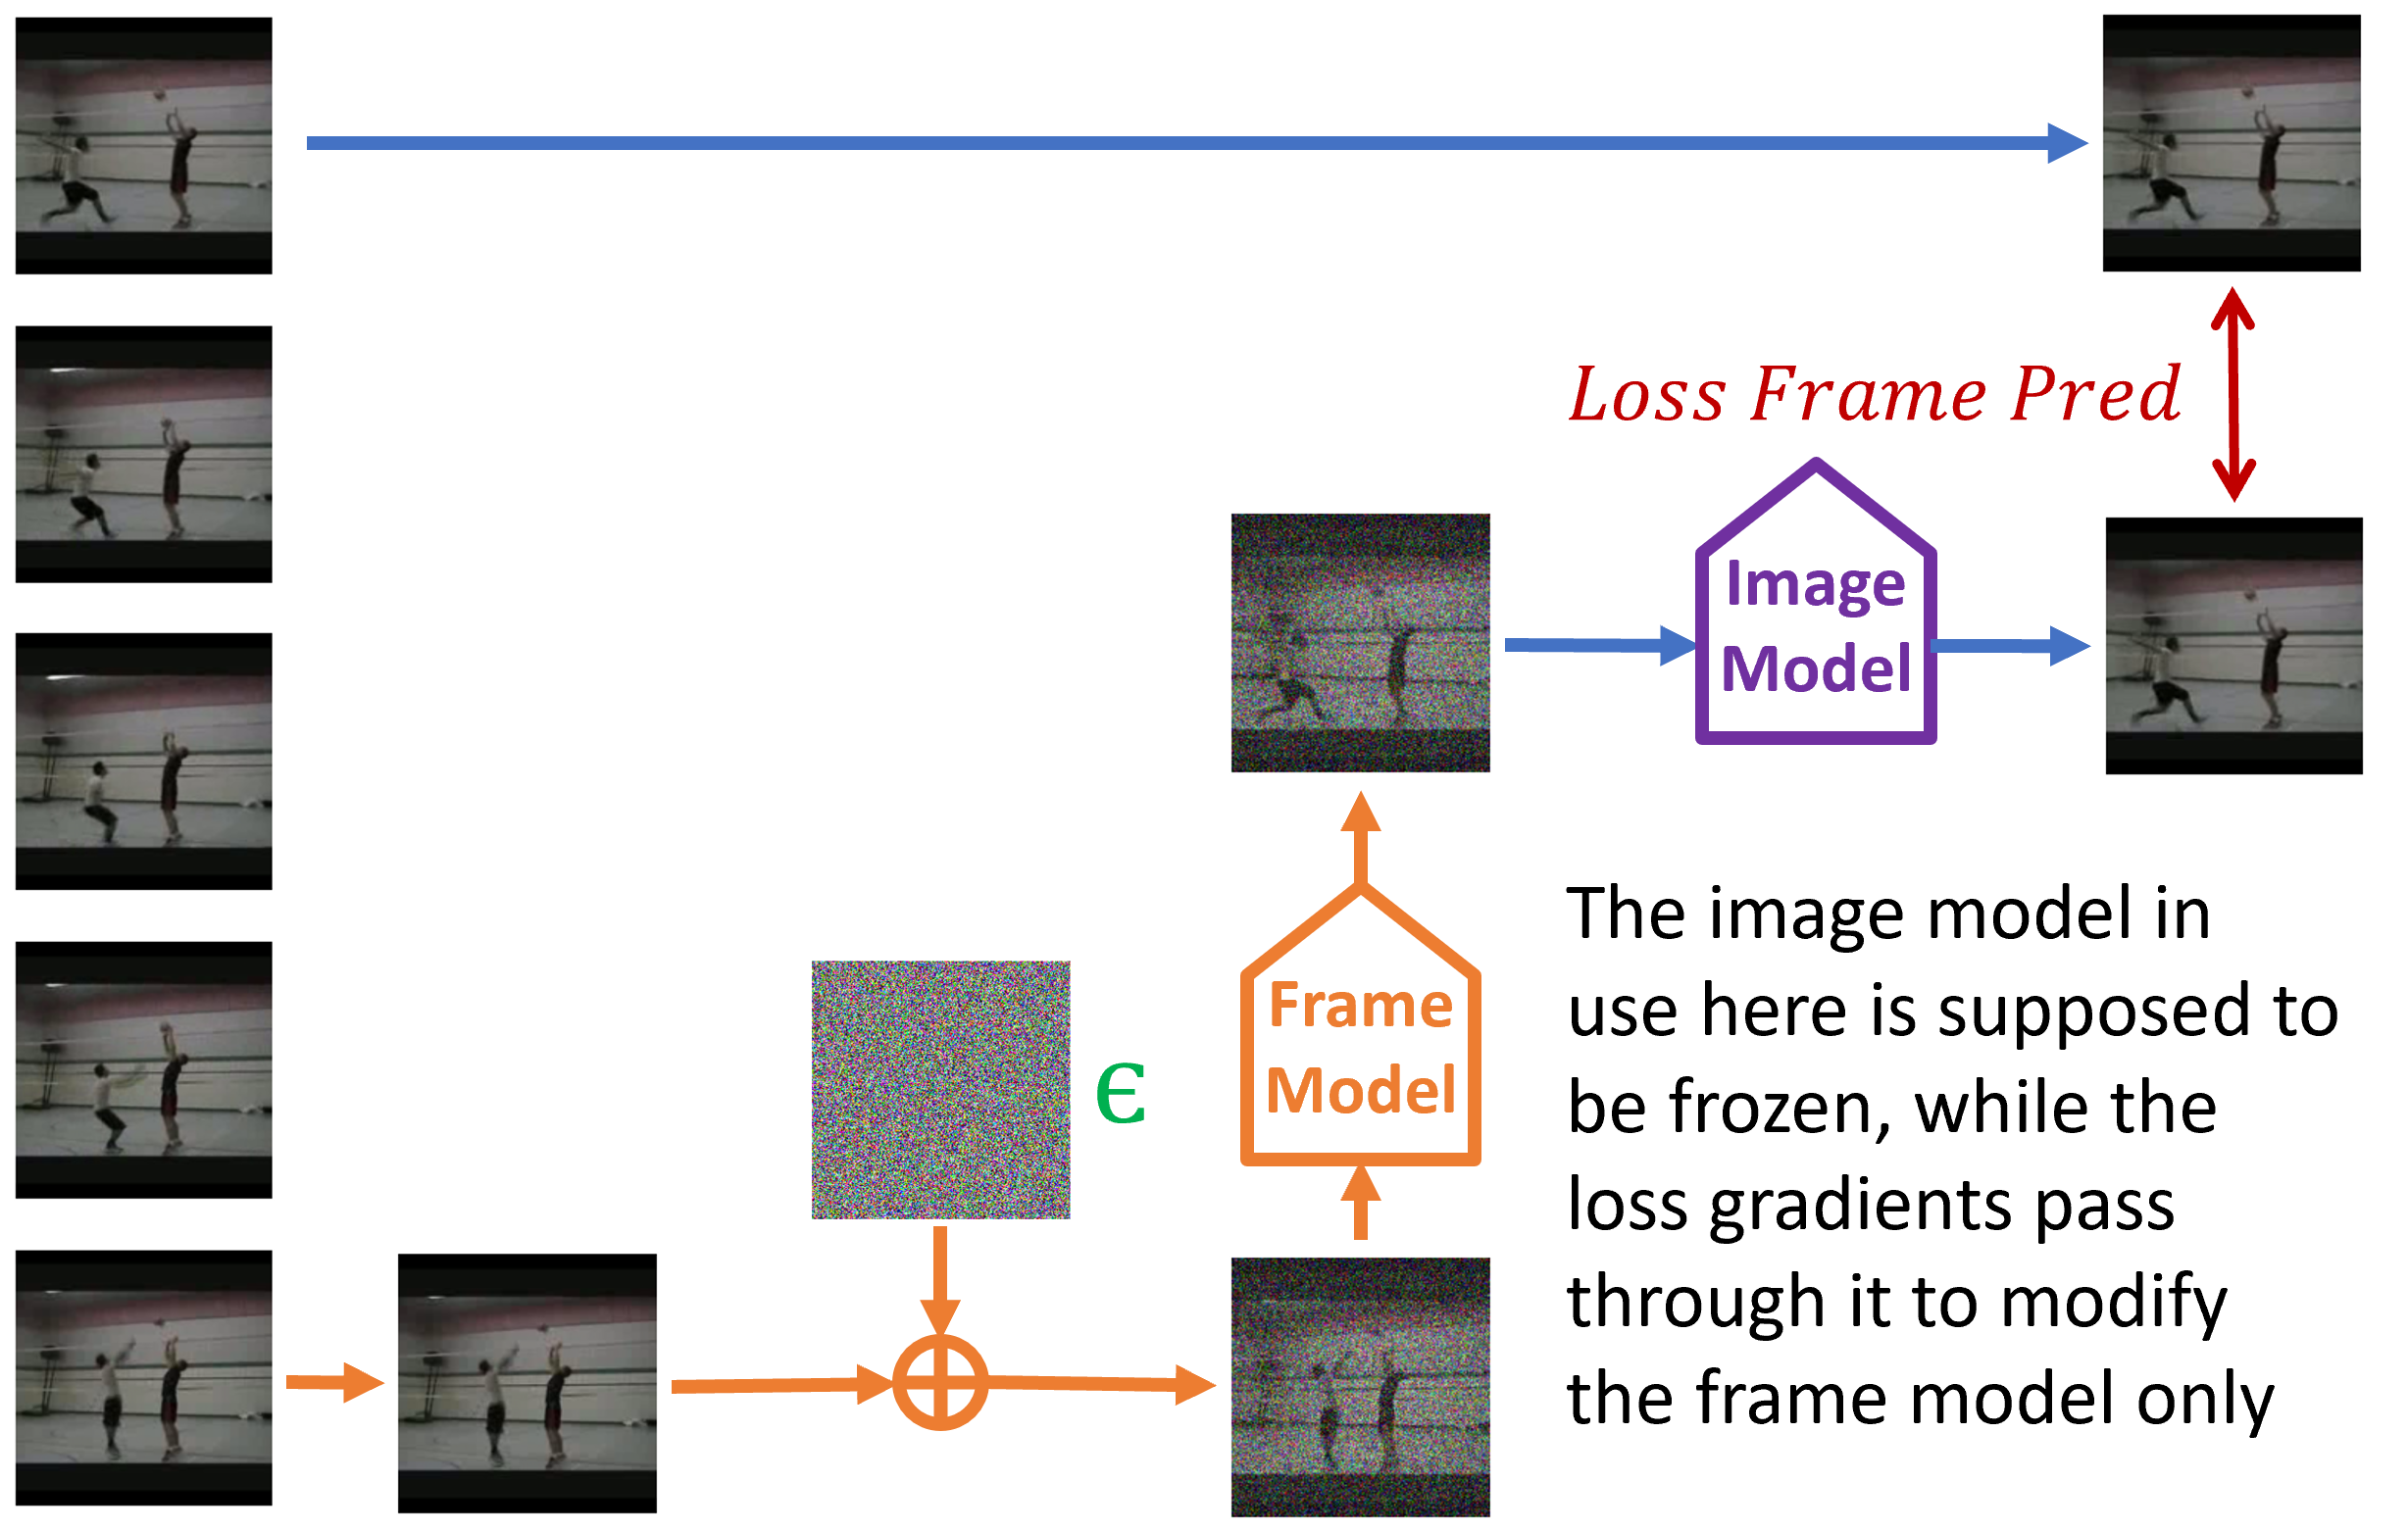 Loss Frame Pred
Image
Model
Frame
Model
ϵ
The image model in
use here is supposed to
be frozen, while the
loss gradients pass
through it to modify
the frame model only